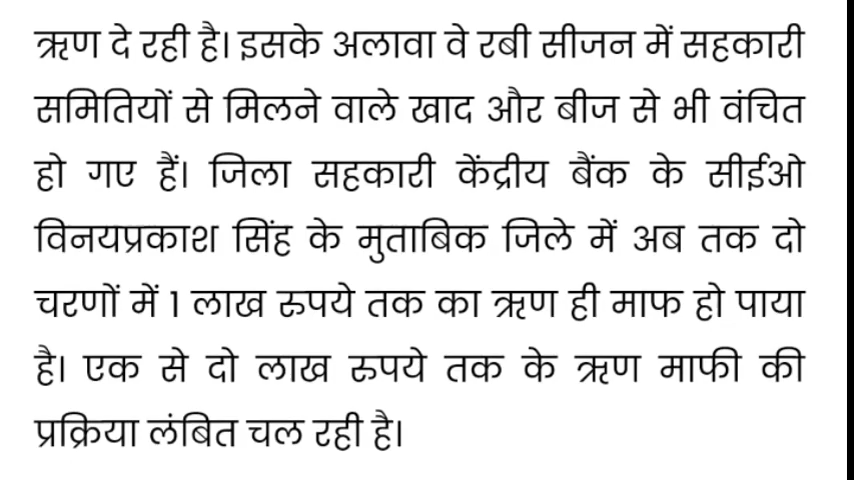 ऋण दे रही है। इसके अलावा वे रबी सीजन में सहकारी
समितियों से मिलने वाले खाद और बीज से भी वंचित
हो गए हैं। जिला सहकारी केंद्रीय बैंक के सीईओ
विनयप्रकाश सिंह के मुताबिक जिले में अब तक दो
चरणों में 1 लाख रुपये तक का ऋण ही माफ हो पाया
है। एक से दो लाख रुपये तक के ऋण माफी की
प्रक्रिया लंबित चल रही है।